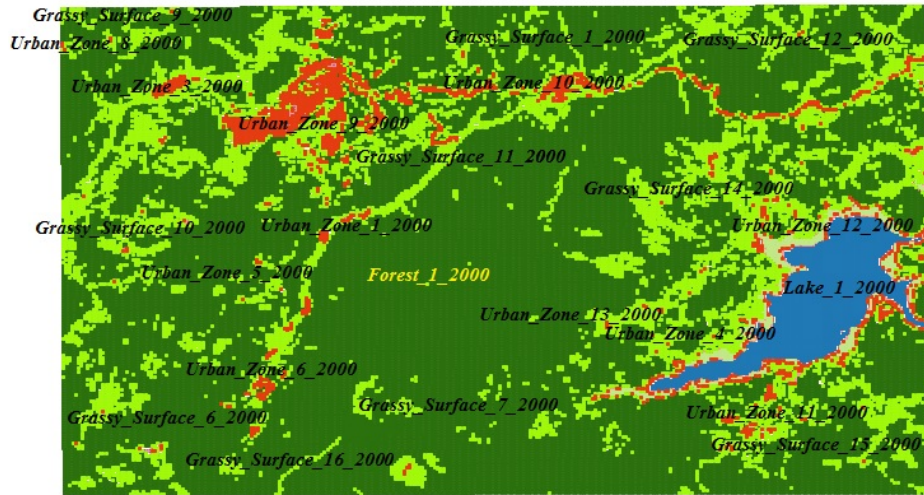 Grassy_Surface_9_2000
Urban_Zone_8_2000
Grassy_Surface_1_2000
Grassy_Surface_12_2000
Urban_Zone_3_2000
Urban_Zone_10_2000
Urban_Zone_9_2000
Grassy_Surface_11_2000
Grassy_Surface_14_2000
Grassy_Surface_10_2000
Urban_Zone_1_2000
Urban_Zone_12_2000
Urban_Zone_5_2000
Forest_1_2000
Lake_1_2000
Urban_Zone_13_2000
Urban_Zone_4_2000
Urban_Zone_6_2000
Grassy_Surface_7_2000
Urban_Zone_11_2000
Grassy_Surface_6_2000
Grassy_Surface_15_2000
Grassy_Surface_16_2000